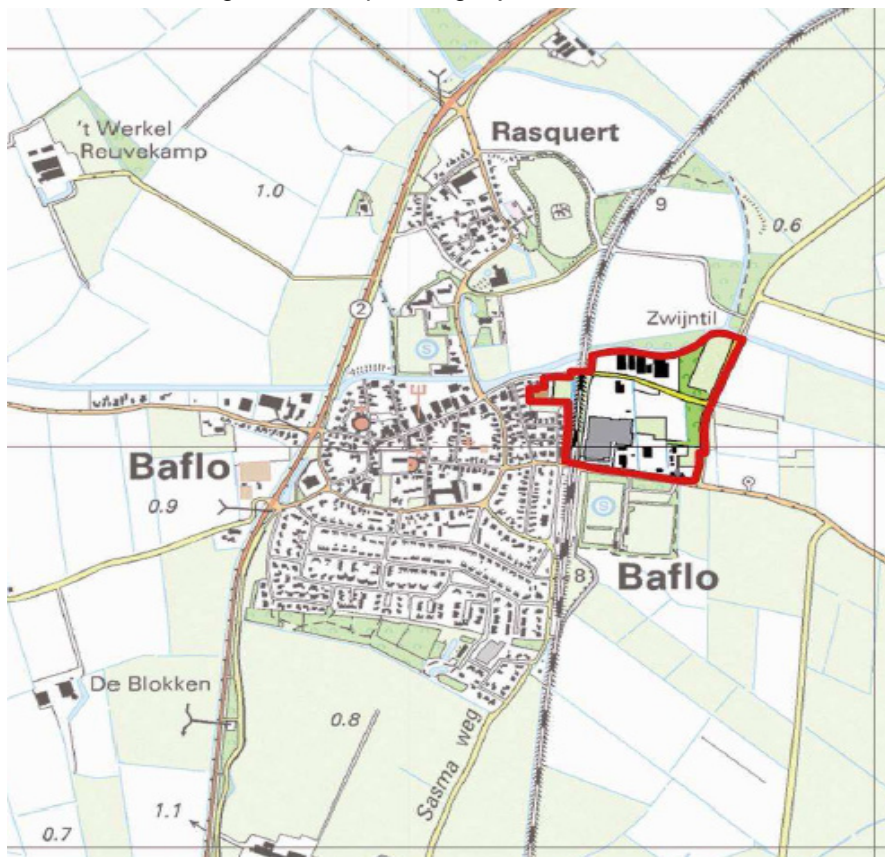 't Werkel
Reuvekamp
Rasquert
1.0
9
0.6
2
Zwijntil
S
Baflo
0.9
S
8
Baflo
De Blokken
0.8
Sasma weg
1.1
0.7